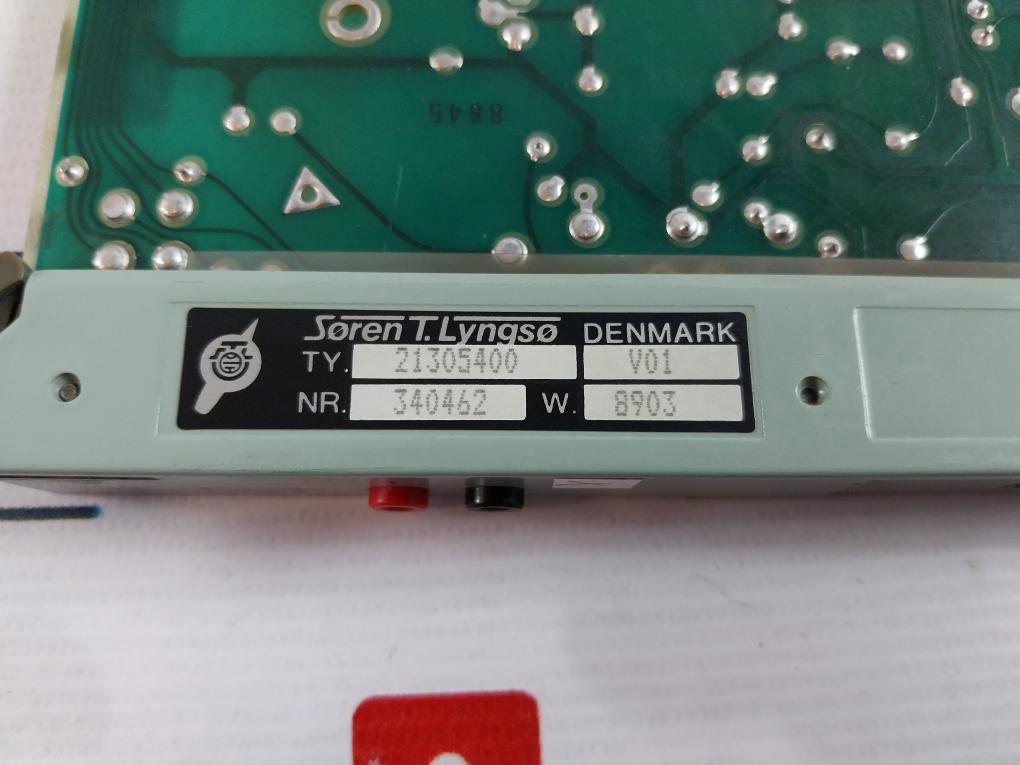 8845
Søren T. Lyngsø DENMARK
TY. 21305400 V01
NR. 340462 W. 8903